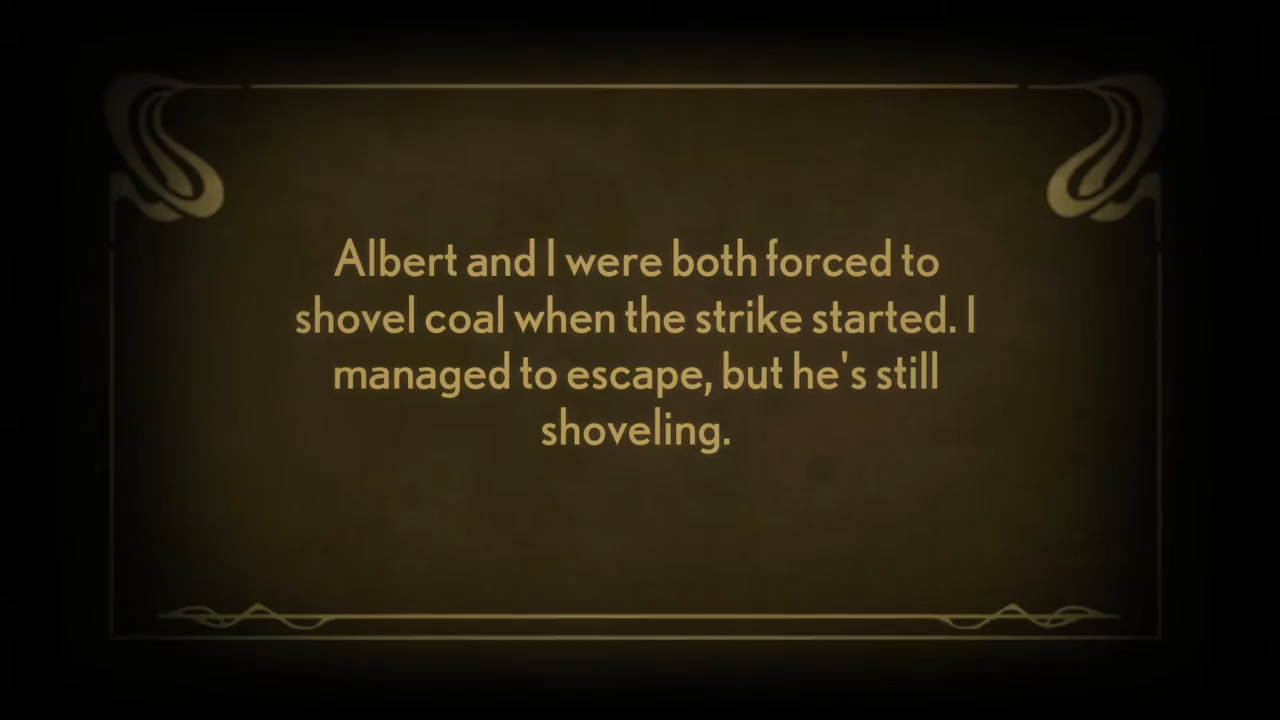 Albert and I were both forced to
shovel coal when the strike started. I
managed to escape, but he's still
shoveling.